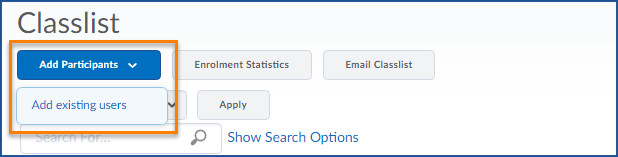 Classlist
Add Participants Enrolment Statistics Email Classlist
Add existing users Apply
Search For... Show Search Options